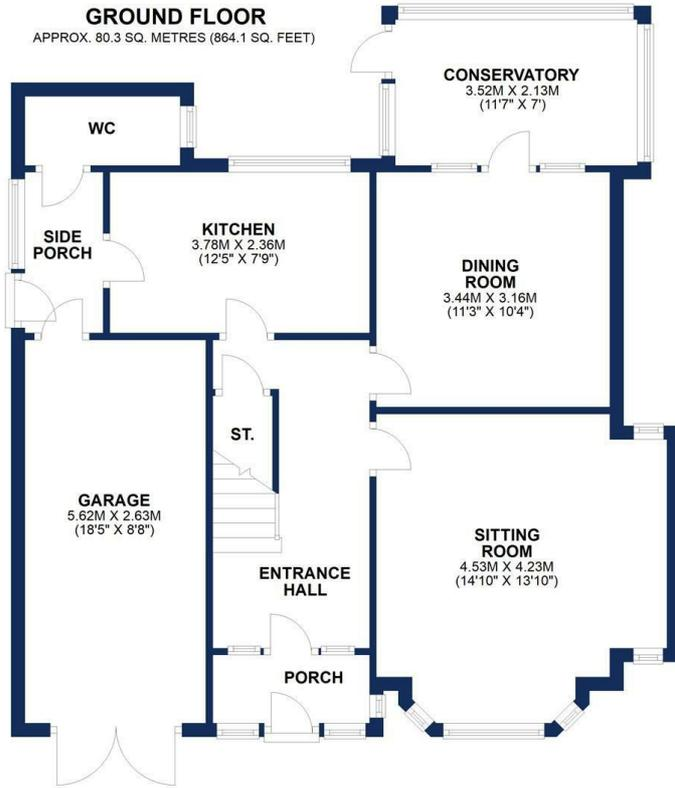 GROUND FLOOR
APPROX. 80.3 SQ. METRES (864.1 SQ. FEET)
CONSERVATORY
3.52M X 2.13M
(11'7" X 7')
WC
KITCHEN
3.78M X 2.36M
(12'5" X 7'9")
SIDE
PORCH
DINING
ROOM
3.44M X 3.16M
(11'3" X 10'4")
ST.
GARAGE
5.62M X 2.63M
(18'5" X 8'8")
SITTING
ROOM
4.53M X 4.23M
(14'10" X 13'10")
ENTRANCE
HALL
PORCH